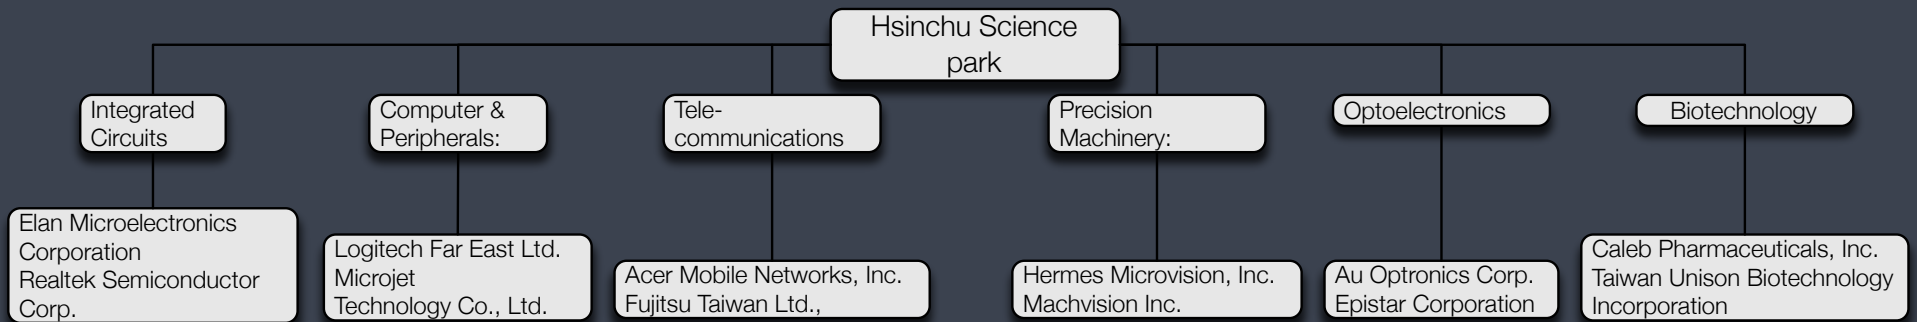 Hsinchu Science
park
Integrated
Circuits
Computer &
Peripherals:
Tele-
communications
Precision
Machinery:
Optoelectronics
Biotechnology
Elan Microelectronics
Corporation
Realtek Semiconductor
Corp.
Logitech Far East Ltd.
Microjet
Technology Co., Ltd.
Acer Mobile Networks, Inc.
Fujitsu Taiwan Ltd.,
Hermes Microvision, Inc.
Machvision Inc.
Au Optronics Corp.
Epistar Corporation
Caleb Pharmaceuticals, Inc.
Taiwan Unison Biotechnology
Incorporation